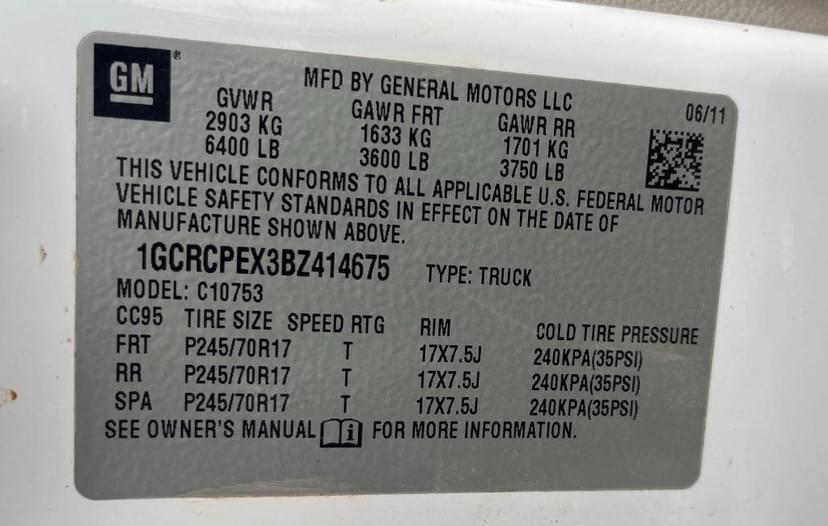 GM®
MFD BY GENERAL MOTORS LLC
06/11
GVWR GAWR FRT GAWR RR
2903 KG 1633 KG 1701 KG
6400 LB 3600 LB 3750 LB
THIS VEHICLE CONFORMS TO ALL APPLICABLE U.S. FEDERAL MOTOR
VEHICLE SAFETY STANDARDS IN EFFECT ON THE DATE OF
MANUFACTURE SHOWN ABOVE.
1GCRCPEX3BZ414675 TYPE: TRUCK
MODEL: C10753
CC95 TIRE SIZE SPEED RTG RIM COLD TIRE PRESSURE
FRT P245/70R17 T 17X7.5J 240KPA(35PSI)
RR P245/70R17 T 17X7.5J 240KPA(35PSI)
SPA P245/70R17 T 17X7.5J 240KPA(35PSI)
SEE OWNER'S MANUAL i FOR MORE INFORMATION.